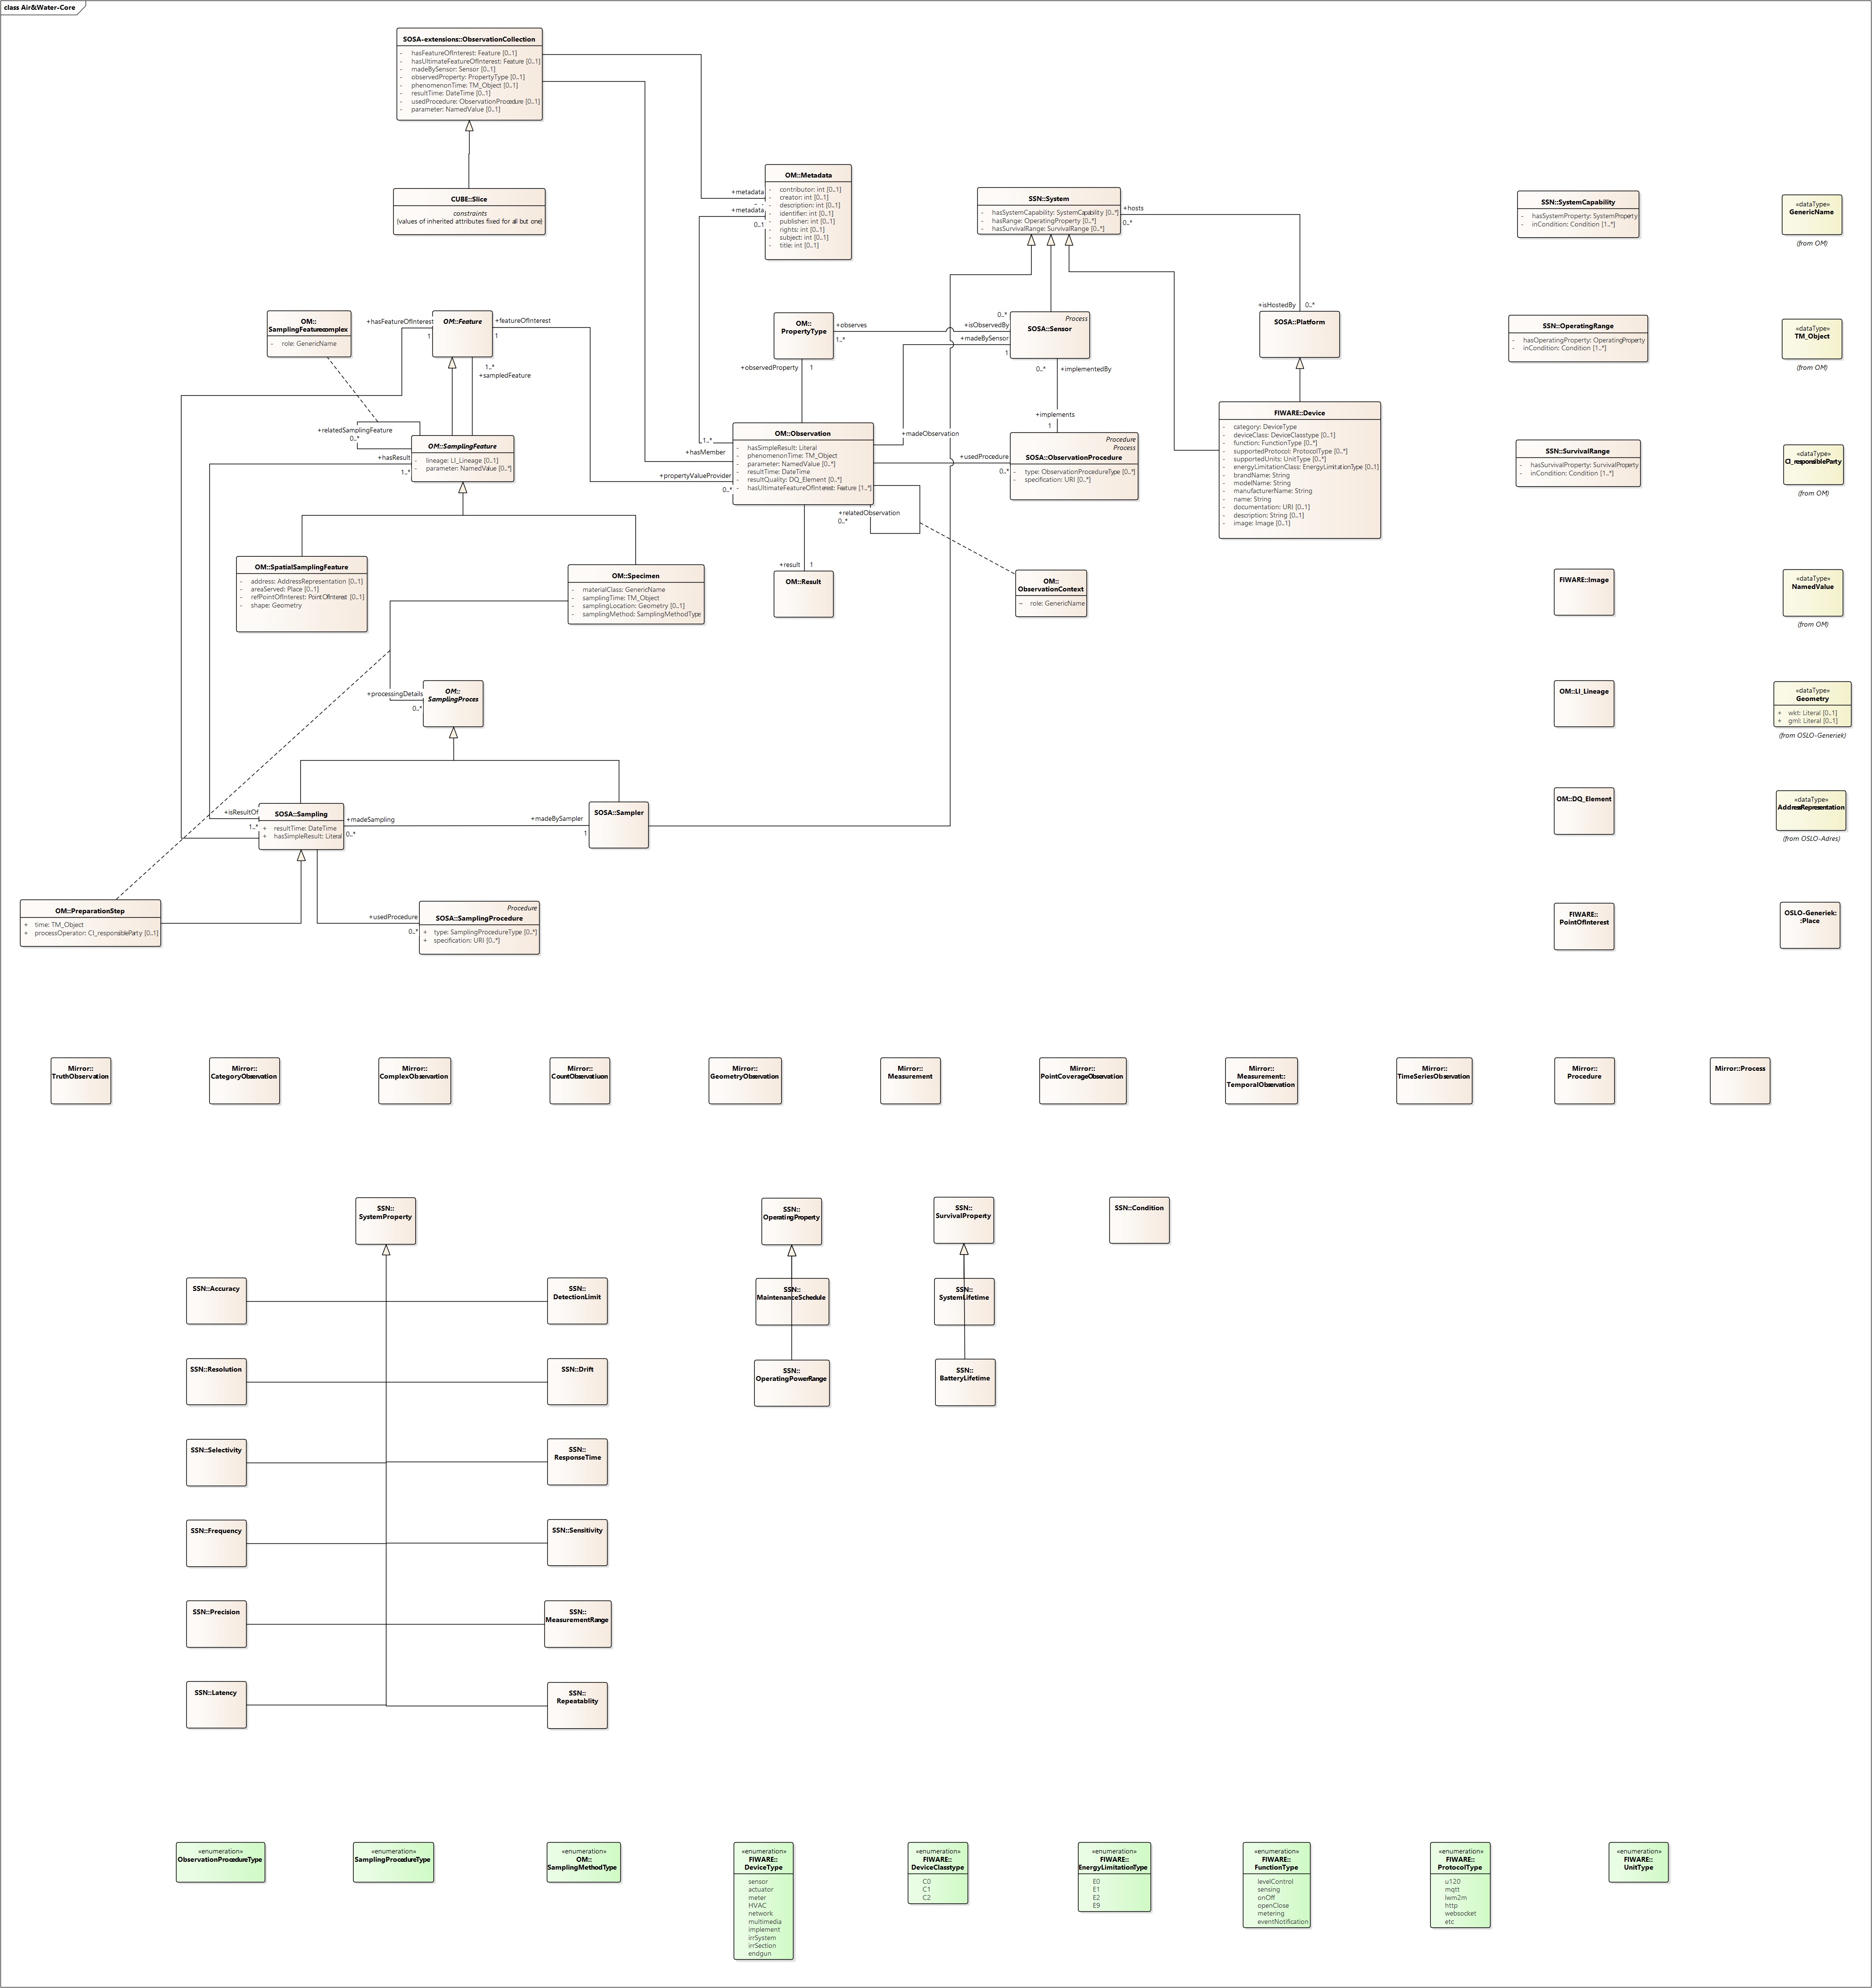 class Air&Water-Core
SOSA-extensions::ObservationCollection
- hasFeatureOfInterest: Feature [0..1]
- hasUltimateFeatureOfInterest: Feature [0..1]
- madeBySensor: Sensor [0..1]
- observedProperty: PropertyType [0..1]
- phenomenonTime: TM_Object [0..1]
- resultTime: DateTime [0..1]
- usedProcedure: ObservationProcedure [0..1]
- parameter: NamedValue [0..1]
CUBE::Slice
constraints
{values of inherited attributes fixed for all but one}
OM::Metadata
- contributor: int [0..1]
- creator: int [0..1]
- description: int [0..1]
- identifier: int [0..1]
- publisher: int [0..1]
- rights: int [0..1]
- subject: int [0..1]
- title: int [0..1]
+metadata
+metadata
0..1
SSN::System
- hasSystemCapability: SystemCapability [0..*]
- hasRange: OperatingProperty [0..*]
- hasSurvivalRange: SurvivalRange [0..*]
+hosts
0..*
SSN::SystemCapability
- hasSystemProperty: SystemProperty
- inCondition: Condition [1..*]
«dataType»
GenericName
(from OM)
OM::
SamplingFeaturecomplex
- role: GenericName
+hasFeatureOfInterest
1
OM::Feature
+featureOfInterest
1
1..*
+sampledFeature
OM::
PropertyType
+observes
1..*
+isObservedBy
0..*
Process
SOSA::Sensor
+madeBySensor
1
+isHostedBy
0..*
SOSA::Platform
SSN::OperatingRange
- hasOperatingProperty: OperatingProperty
- inCondition: Condition [1..*]
«dataType»
TM_Object
(from OM)
+observedProperty
1
0..*
+implementedBy
+implements
1
+relatedSamplingFeature
0..*
+hasResult
1..*
OM::SamplingFeature
- lineage: LI_Lineage [0..1]
- parameter: NamedValue [0..*]
1..*
+hasMember
+propertyValueProvider
0..*
OM::Observation
- hasSimpleResult: Literal
- phenomenonTime: TM_Object
- parameter: NamedValue [0..*]
- resultTime: DateTime
- resultQuality: DQ_Element [0..*]
- hasUltimateFeatureOfInterest: Feature [1..*]
+madeObservation
+usedProcedure
0..*
Procedure
Process
SOSA::ObservationProcedure
- type: ObservationProcedureType [0..*]
- specification: URI [0..*]
FIWARE::Device
- category: DeviceType
- deviceClass: DeviceClasstype [0..1]
- function: FunctionType [0..*]
- supportedProtocol: ProtocolType [0..*]
- supportedUnits: UnitType [0..*]
- energyLimitationClass: EnergyLimitationType [0..1]
- brandName: String
- modelName: String
- manufacturerName: String
- name: String
- documentation: URI [0..1]
- description: String [0..1]
- image: Image [0..1]
SSN::SurvivalRange
- hasSurvivalProperty: SurvivalProperty
- inCondition: Condition [1..*]
«dataType»
CI_responsibleParty
(from OM)
+relatedObservation
0..*
OM::SpatialSamplingFeature
- address: AddressRepresentation [0..1]
- areaServed: Place [0..1]
- refPointOfInterest: PointOfInterest [0..1]
- shape: Geometry
OM::Specimen
- materialClass: GenericName
- samplingTime: TM_Object
- samplingLocation: Geometry [0..1]
- samplingMethod: SamplingMethodType
+result
1
OM::Result
OM::
ObservationContext
- role: GenericName
FIWARE::Image
«dataType»
NamedValue
(from OM)
+processingDetails
0..*
OM::
SamplingProces
OM::LI_Lineage
«dataType»
Geometry
+ wkt: Literal [0..1]
+ gml: Literal [0..1]
(from OSLO-Generiek)
+isResultOf
1..*
SOSA::Sampling
+ resultTime: DateTime
+ hasSimpleResult: Literal
+madeSampling
0..*
+madeBySampler
1
SOSA::Sampler
OM::DQ_Element
«dataType»
AddressRepresentation
(from OSLO-Adres)
OM::PreparationStep
+ time: TM_Object
+ processOperator: CI_responsibleParty [0..1]
+usedProcedure
0..*
Procedure
SOSA::SamplingProcedure
+ type: SamplingProcedureType [0..*]
+ specification: URI [0..*]
FIWARE::
PointOfInterest
OSLO-Generiek:
:Place
Mirror::
TruthObservation
Mirror::
CategoryObservation
Mirror::
ComplexObservation
Mirror::
CountObservatiuon
Mirror::
GeometryObservation
Mirror::
Measurement
Mirror::
PointCoverageObservation
Mirror::
Measurement::
TemporalObservation
Mirror::
TimeSeriesObservation
Mirror::
Procedure
Mirror::Process
SSN::
SystemProperty
SSN::
OperatingProperty
SSN::
SurvivalProperty
SSN::Condition
SSN::Accuracy
SSN::
DetectionLimit
SSN::
MaintenanceSchedule
SSN::
SystemLifetime
SSN::Resolution
SSN::Drift
SSN::
OperatingPowerRange
SSN::
BatteryLifetime
SSN::Selectivity
SSN::
ResponseTime
SSN::Frequency
SSN::Sensitivity
SSN::Precision
SSN::
MeasurementRange
SSN::Latency
SSN::
Repeatablity
«enumeration»
ObservationProcedureType
«enumeration»
SamplingProcedureType
«enumeration»
OM::
SamplingMethodType
«enumeration»
FIWARE::
DeviceType
sensor
actuator
meter
HVAC
network
multimedia
implement
irrSystem
irrSection
endgun
«enumeration»
FIWARE::
DeviceClasstype
C0
C1
C2
«enumeration»
FIWARE::
EnergyLimitationType
E0
E1
E2
E9
«enumeration»
FIWARE::
FunctionType
levelControl
sensing
onOff
openClose
metering
eventNotification
«enumeration»
FIWARE::
ProtocolType
u120
mqtt
lwm2m
http
websocket
etc
«enumeration»
FIWARE::
UnitType